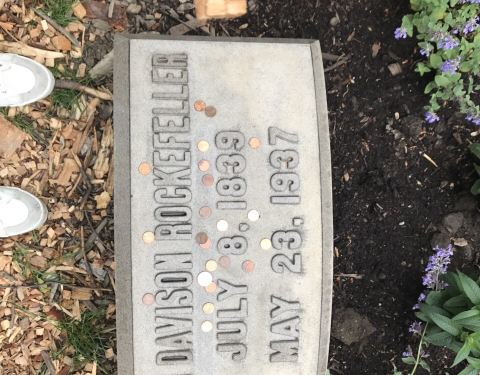 DAVISON ROCKEFELLER
JULY 8, 1839
MAY 23, 1937